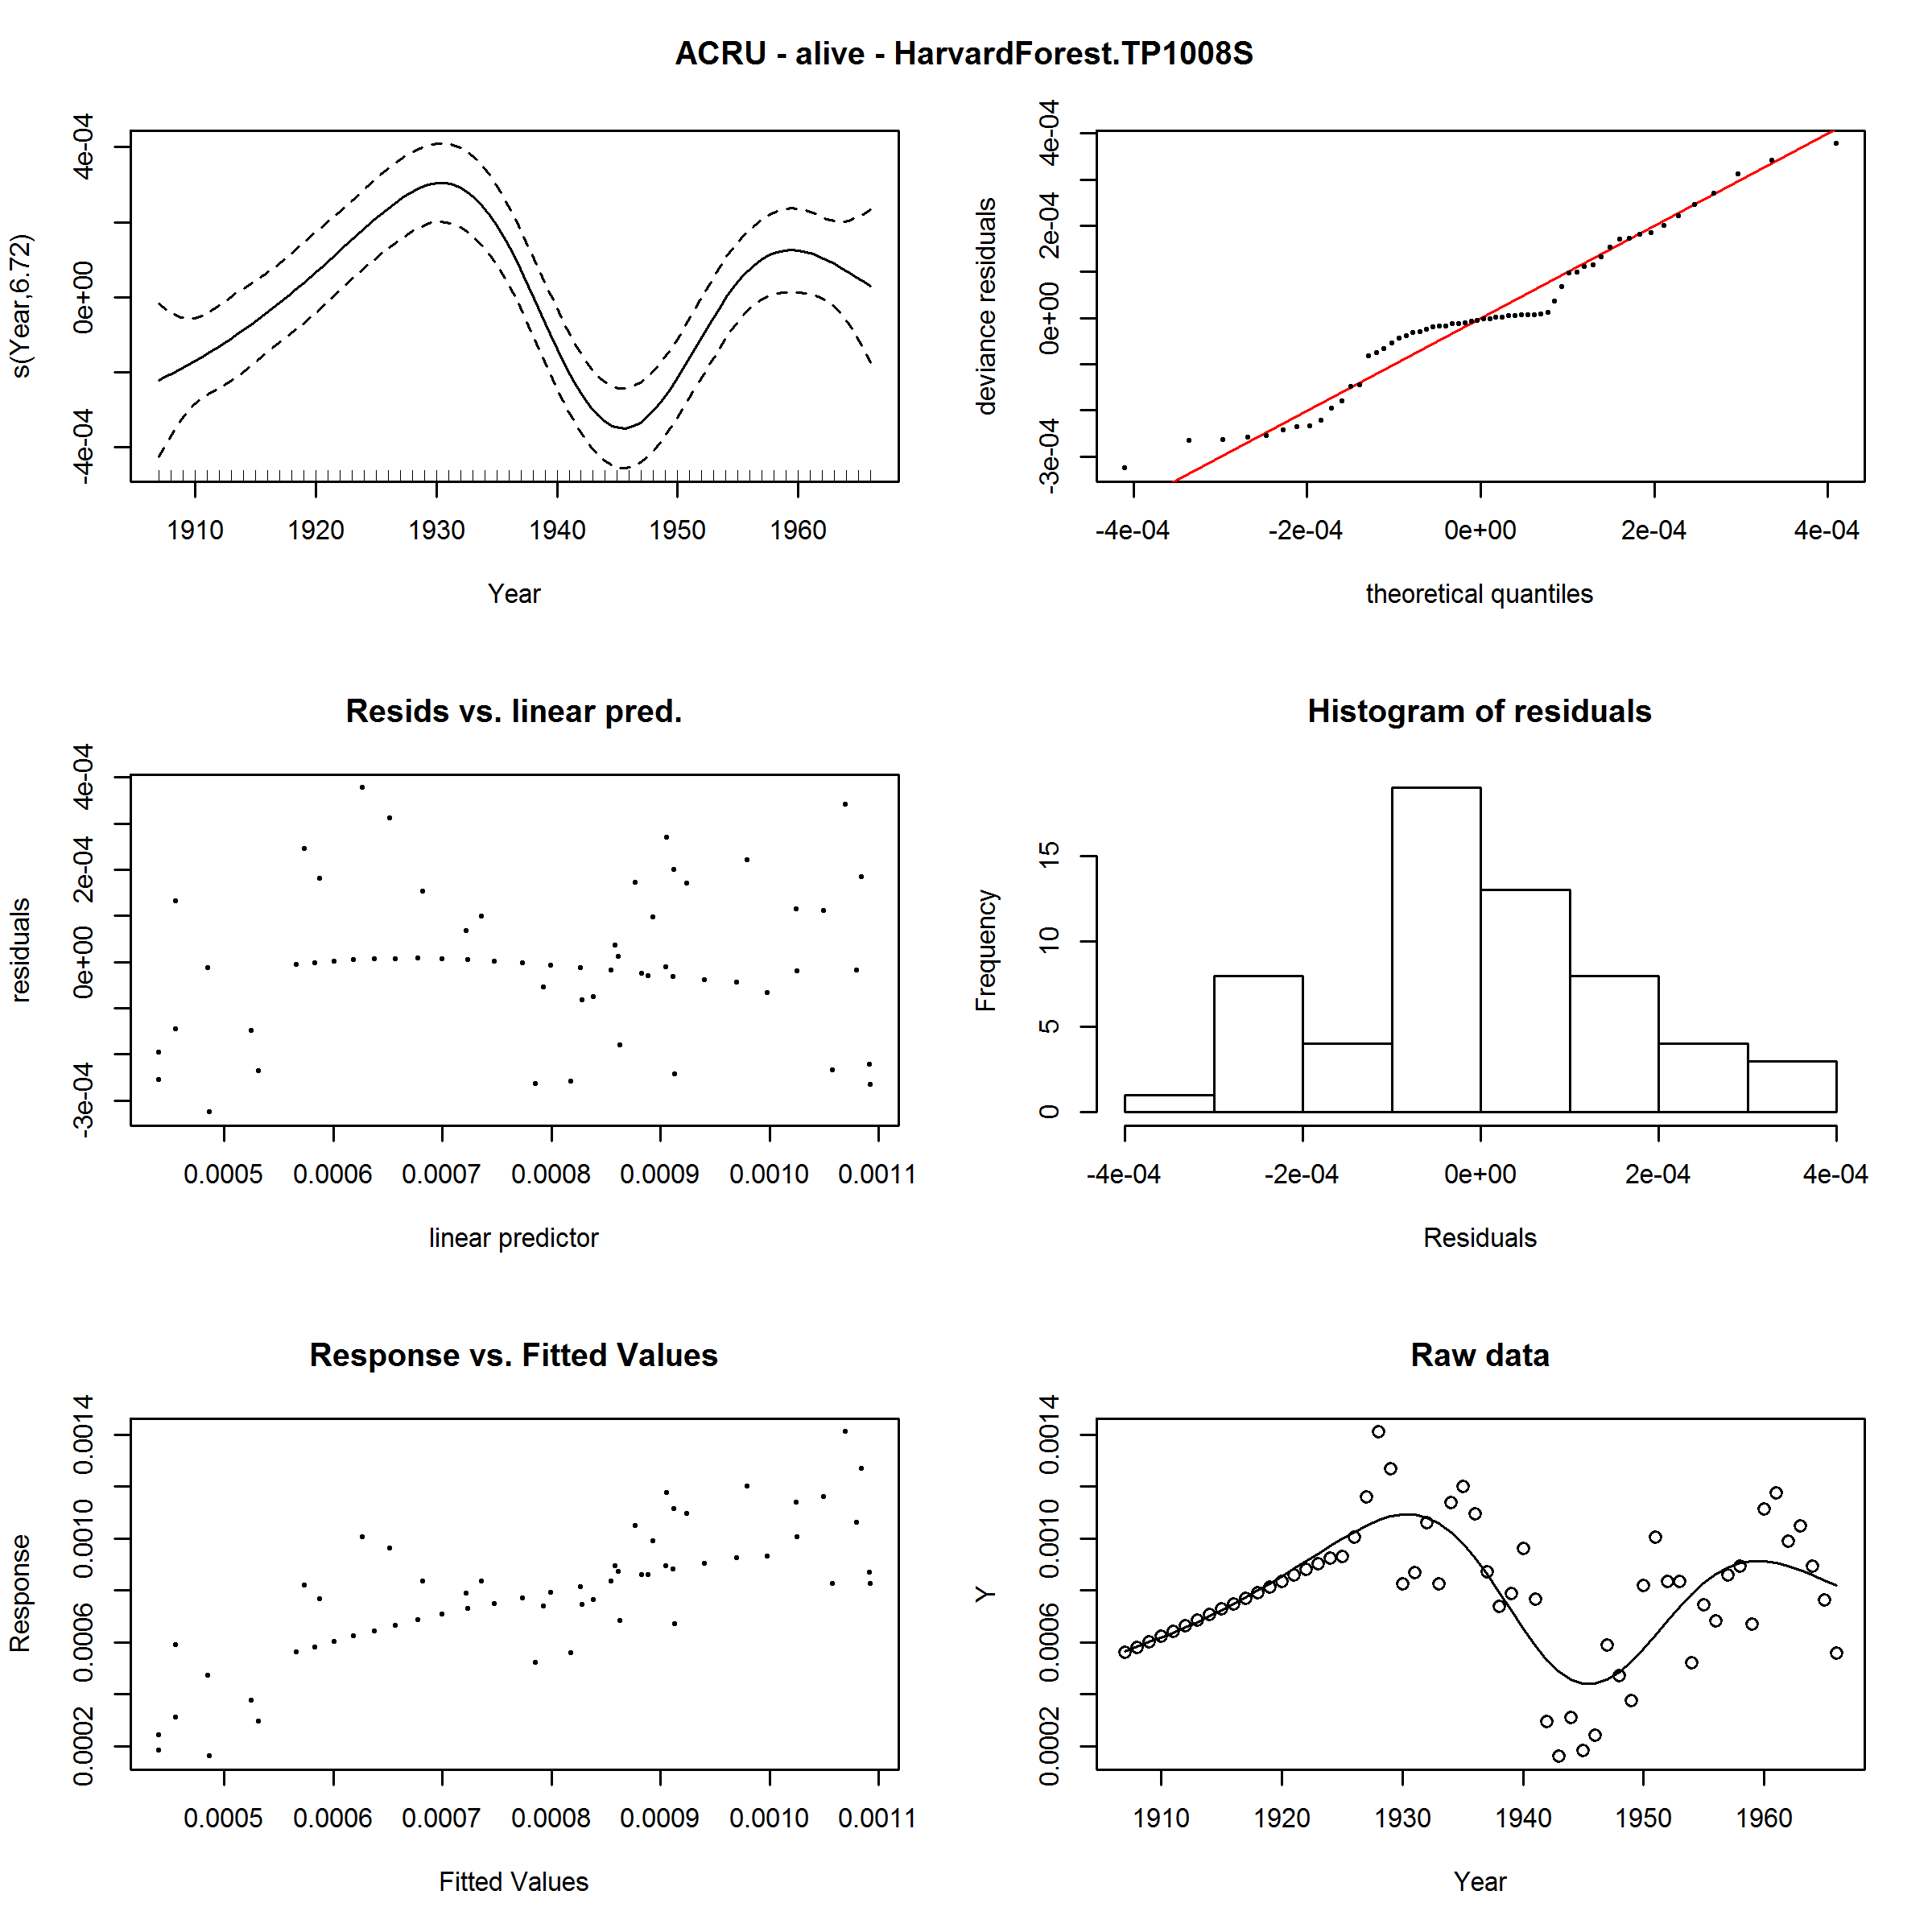 ACRU - alive - HarvardForest.TP1008S
s(Year,6.72)
4e-04
0e+00
-4e-04
1910 1920 1930 1940 1950 1960
Year
deviance residuals
4e-04
2e-04
0e+00
-3e-04
-4e-04 -2e-04 0e+00 2e-04 4e-04
theoretical quantiles
Resids vs. linear pred.
residuals
4e-04
2e-04
0e+00
-3e-04
0.0005 0.0006 0.0007 0.0008 0.0009 0.0010 0.0011
linear predictor
Histogram of residuals
Frequency
15
10
5
0
-4e-04 -2e-04 0e+00 2e-04 4e-04
Residuals
Response vs. Fitted Values
Response
0.0014
0.0010
0.0006
0.0002
0.0005 0.0006 0.0007 0.0008 0.0009 0.0010 0.0011
Fitted Values
Raw data
Y
0.0014
0.0010
0.0006
0.0002
1910 1920 1930 1940 1950 1960
Year